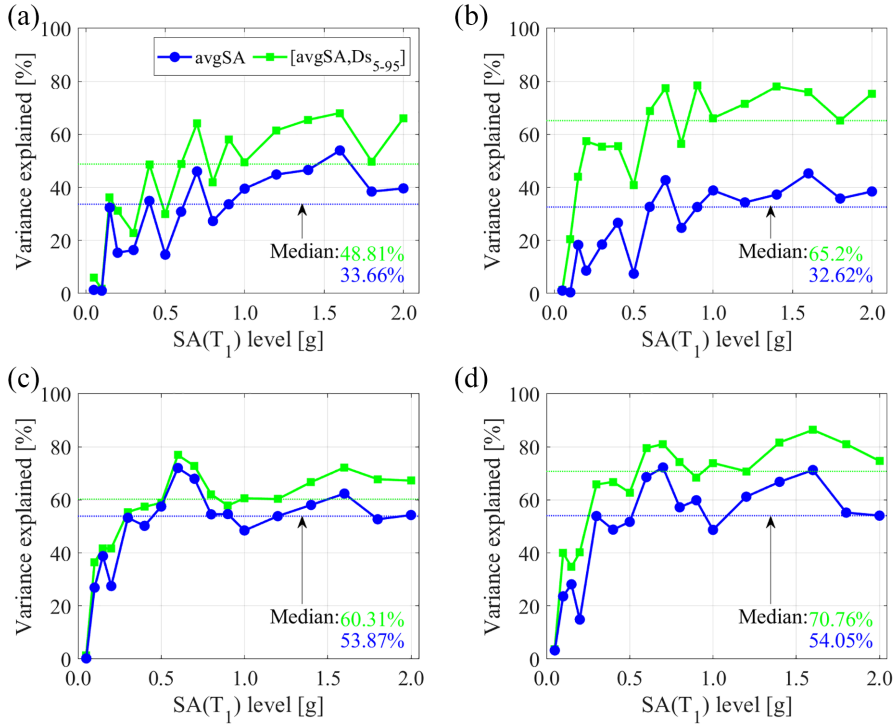 (a)
100
80
60
40
20
0
Variance explained [%]
avgSA
[avgSA,Ds5-95]
Median:48.81%
33.66%
0.0 0.5 1.0 1.5 2.0
SA(T1) level [g]
(b)
100
80
60
40
20
0
Variance explained [%]
Median:65.2%
32.62%
0.0 0.5 1.0 1.5 2.0
SA(T1) level [g]
(c)
100
80
60
40
20
0
Variance explained [%]
Median:60.31%
53.87%
0.0 0.5 1.0 1.5 2.0
SA(T1) level [g]
(d)
100
80
60
40
20
0
Variance explained [%]
Median:70.76%
54.05%
0.0 0.5 1.0 1.5 2.0
SA(T1) level [g]